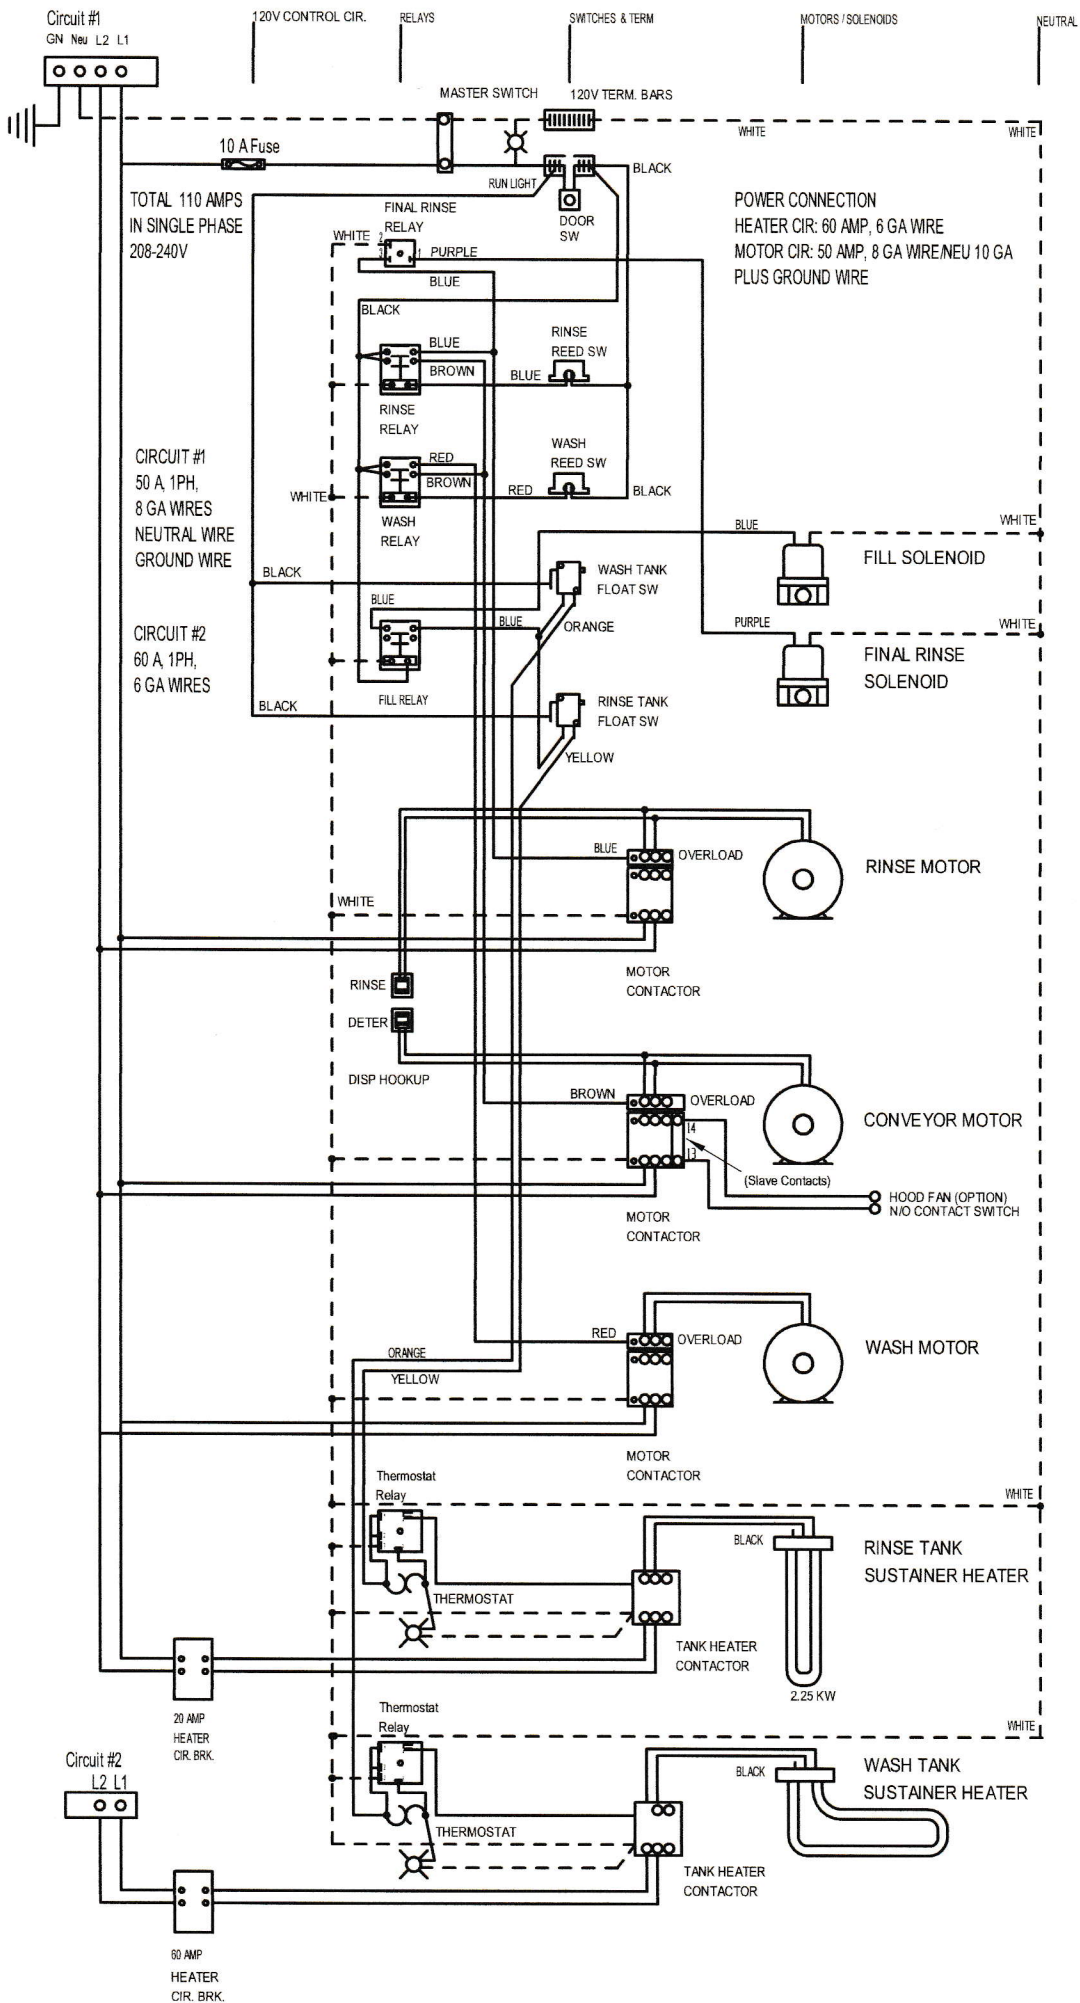 Circuit #1
GN Neu L2 L1
120V CONTROL CIR.
RELAYS
SWITCHES & TERM
MOTORS / SOLENOIDS
NEUTRAL
MASTER SWITCH
120V TERM. BARS
WHITE
WHITE
10 A Fuse
BLACK
RUN LIGHT
TOTAL 110 AMPS
IN SINGLE PHASE
208-240V
DOOR
SW
POWER CONNECTION
HEATER CIR: 60 AMP, 6 GA WIRE
MOTOR CIR: 50 AMP, 8 GA WIRE/NEU 10 GA
PLUS GROUND WIRE
FINAL RINSE
RELAY
WHITE
2
3
1
PURPLE
BLUE
BLACK
RINSE
REED SW
BLUE
BROWN
BLUE
RINSE
RELAY
CIRCUIT #1
50 A, 1PH,
8 GA WIRES
NEUTRAL WIRE
GROUND WIRE
WASH
REED SW
RED
BROWN
RED
BLACK
WHITE
WASH
RELAY
BLUE
WHITE
FILL SOLENOID
BLACK
WASH TANK
FLOAT SW
BLUE
BLUE
ORANGE
PURPLE
WHITE
CIRCUIT #2
60 A, 1PH,
6 GA WIRES
FINAL RINSE
SOLENOID
FILL RELAY
BLACK
RINSE TANK
FLOAT SW
YELLOW
BLUE
OVERLOAD
RINSE MOTOR
WHITE
MOTOR
CONTACTOR
RINSE
DETER
DISP HOOKUP
BROWN
OVERLOAD
CONVEYOR MOTOR
14
13
(Slave Contacts)
HOOD FAN (OPTION)
N/O CONTACT SWITCH
MOTOR
CONTACTOR
RED
OVERLOAD
WASH MOTOR
ORANGE
YELLOW
MOTOR
CONTACTOR
Thermostat
Relay
WHITE
BLACK
RINSE TANK
SUSTAINER HEATER
THERMOSTAT
TANK HEATER
CONTACTOR
2.25 KW
20 AMP
HEATER
CIR. BRK.
Thermostat
Relay
WHITE
Circuit #2
L2 L1
BLACK
WASH TANK
SUSTAINER HEATER
THERMOSTAT
TANK HEATER
CONTACTOR
60 AMP
HEATER
CIR. BRK.